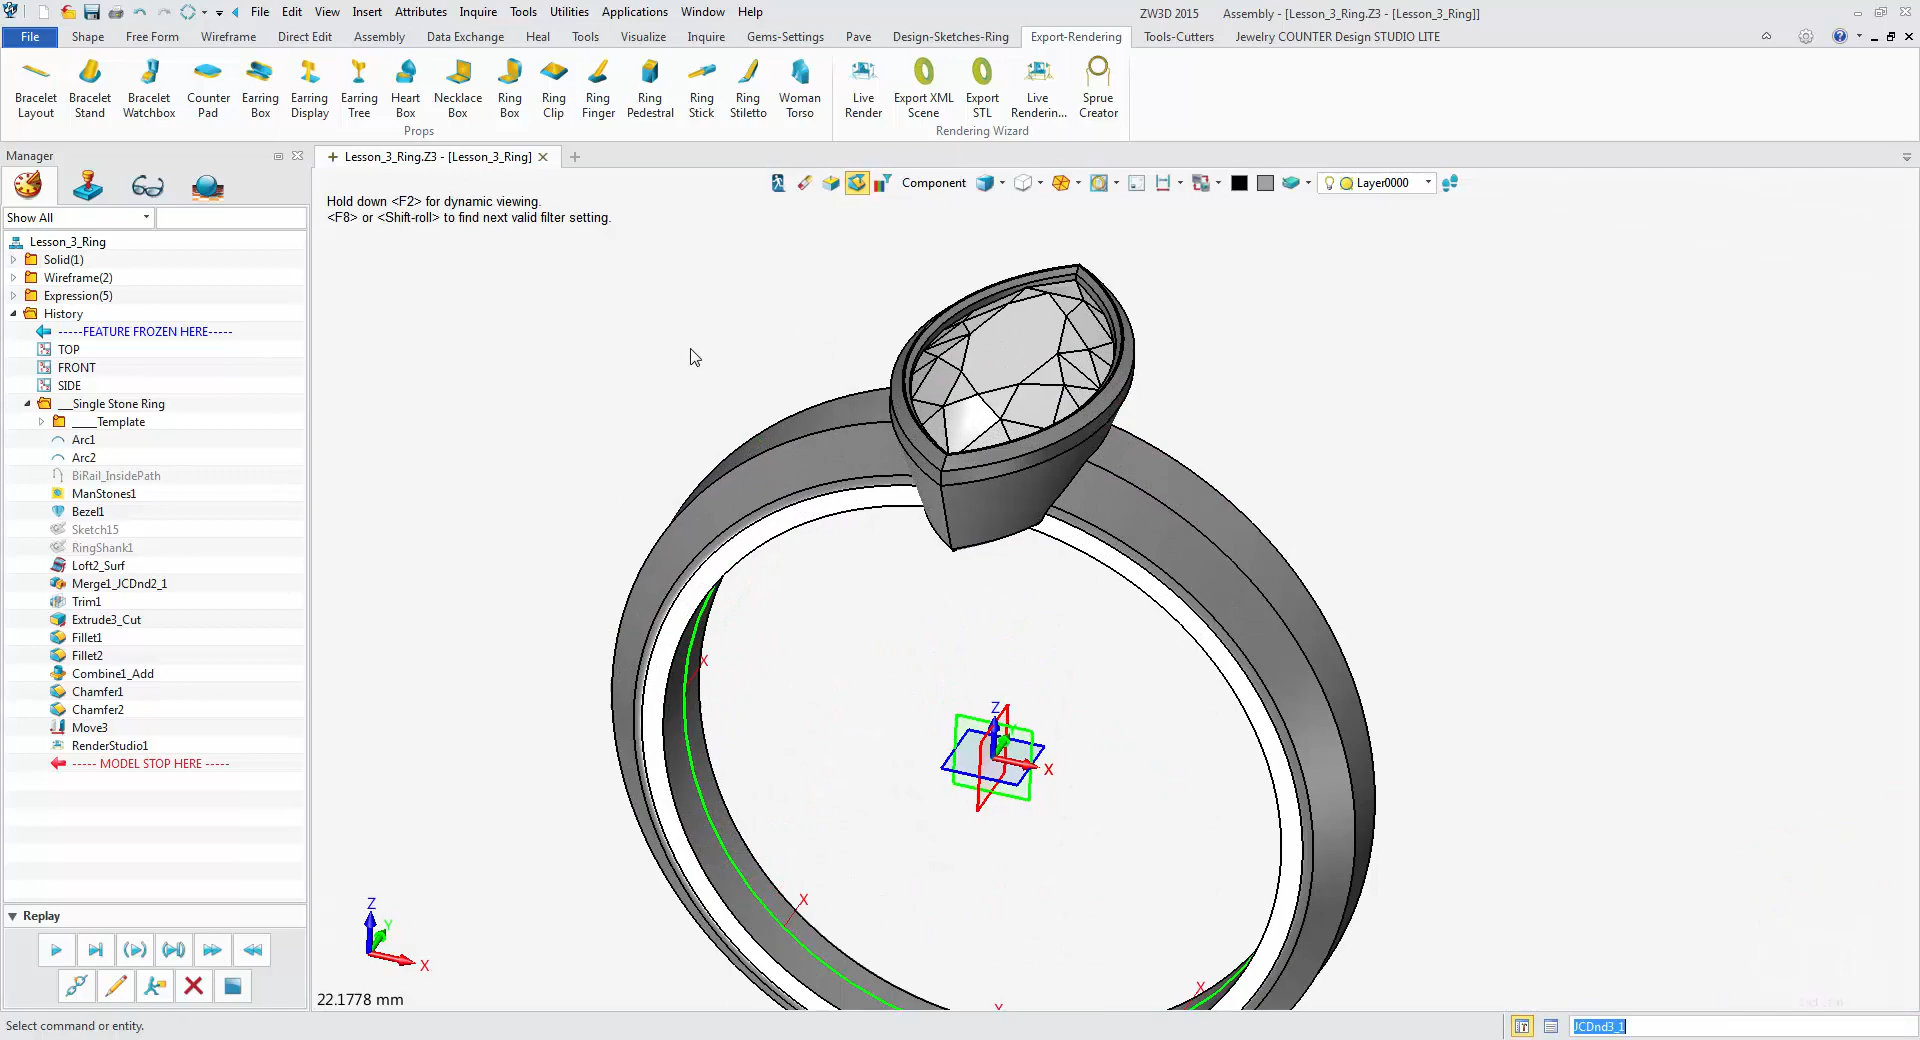 File Edit View Insert Attributes Inquire Tools Utilities Applications Window Help ZW3D 2015 Assembly - [Lesson_3_Ring.Z3 - [Lesson_3_Ring]]
File Shape Free Form Wireframe Direct Edit Assembly Data Exchange Heal Tools Visualize Inquire Gems-Settings Pave Design-Sketches-Ring Export-Rendering Tools-Cutters Jewelry COUNTER Design STUDIO LITE
Bracelet Bracelet Bracelet Counter Earring Earring Earring Heart Necklace Ring Ring Ring Ring Ring Ring Woman Live Export XML Export Live Sprue
Layout Stand Watchbox Pad Box Display Tree Box Box Box Clip Finger Pedestal Stick Stiletto Torso Render Scene STL Renderin... Creator
Props Rendering Wizard
Manager
Lesson_3_Ring.Z3 - [Lesson_3_Ring]
Component
Layer0000
Hold down <F2> for dynamic viewing.
<F8> or <Shift-roll> to find next valid filter setting.
Show All
Lesson_3_Ring
Solid(1)
Wireframe(2)
Expression(5)
History
-----FEATURE FROZEN HERE-----
TOP
FRONT
SIDE
__Single Stone Ring
____Template
Arc1
Arc2
BiRail_InsidePath
ManStones1
Bezel1
Sketch15
RingShank1
Loft2_Surf
Merge1_JCDnd2_1
Trim1
Extrude3_Cut
Fillet1
Fillet2
Combine1_Add
Chamfer1
Chamfer2
Move3
RenderStudio1
----- MODEL STOP HERE -----
X
Z
X
X
X
X
Replay
Z
Y
X
22.1778 mm
Select command or entity.
JCDnd3_1